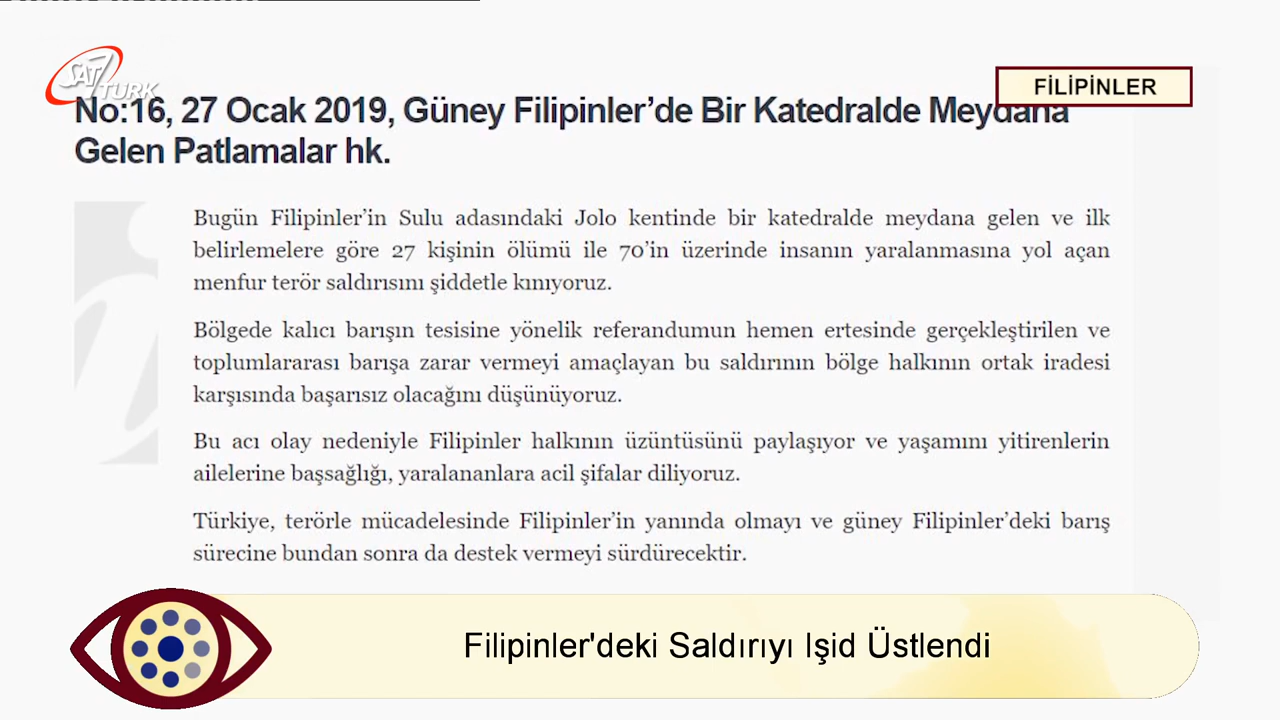 SAT 7 TÜRK
FİLİPİNLER
No:16, 27 Ocak 2019, Güney Filipinler’de Bir Katedralde Meydana
Gelen Patlamalar hk.
Bugün Filipinler’in Sulu adasındaki Jolo kentinde bir katedralde meydana gelen ve ilk
belirlemelere göre 27 kişinin ölümü ile 70’in üzerinde insanın yaralanmasına yol açan
menfur terör saldırısını şiddetle kınıyoruz.
Bölgede kalıcı barışın tesisine yönelik referandumun hemen ertesinde gerçekleştirilen ve
toplumlararası barışa zarar vermeyi amaçlayan bu saldırının bölge halkının ortak iradesi
karşısında başarısız olacağını düşünüyoruz.
Bu acı olay nedeniyle Filipinler halkının üzüntüsünü paylaşıyor ve yaşamını yitirenlerin
ailelerine başsağlığı, yaralananlara acil şifalar diliyoruz.
Türkiye, terörle mücadelesinde Filipinler’in yanında olmayı ve güney Filipinler’deki barış
sürecine bundan sonra da destek vermeyi sürdürecektir.
Filipinler'deki Saldırıyı Işid Üstlendi